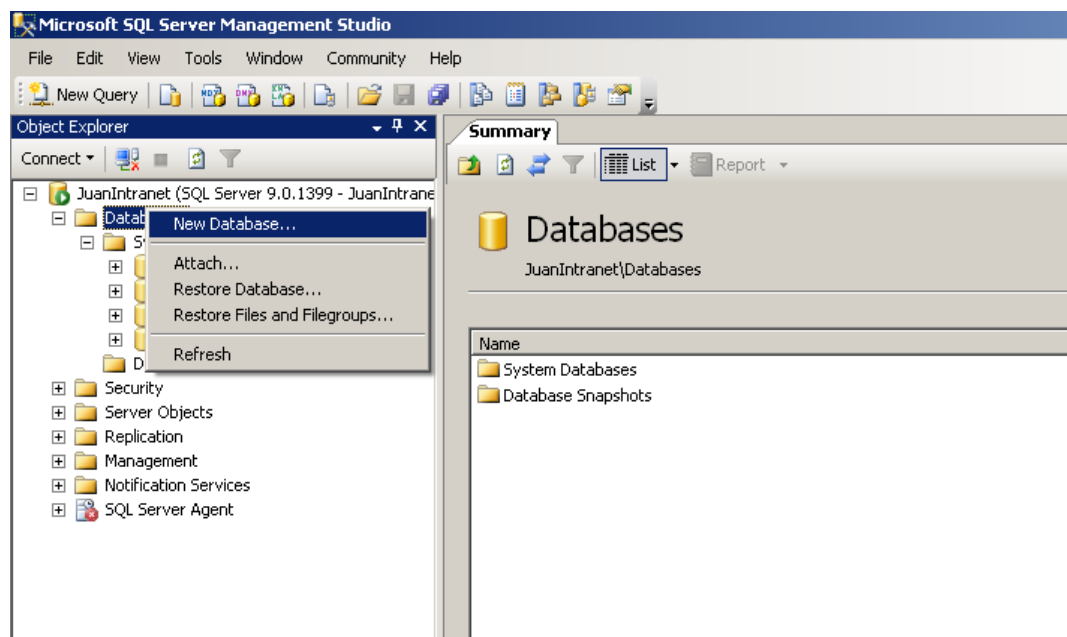 Microsoft SQL Server Management Studio
File Edit View Tools Window Community Help
New Query
Object Explorer
Summary
Connect
List
Report
JuanIntranet (SQL Server 9.0.1399 - JuanIntrane
Databases
JuanIntranet\Databases
Datab
New Database...
S
Attach...
Restore Database...
Restore Files and Filegroups...
Refresh
D
Security
Server Objects
Replication
Management
Notification Services
SQL Server Agent
Name
System Databases
Database Snapshots